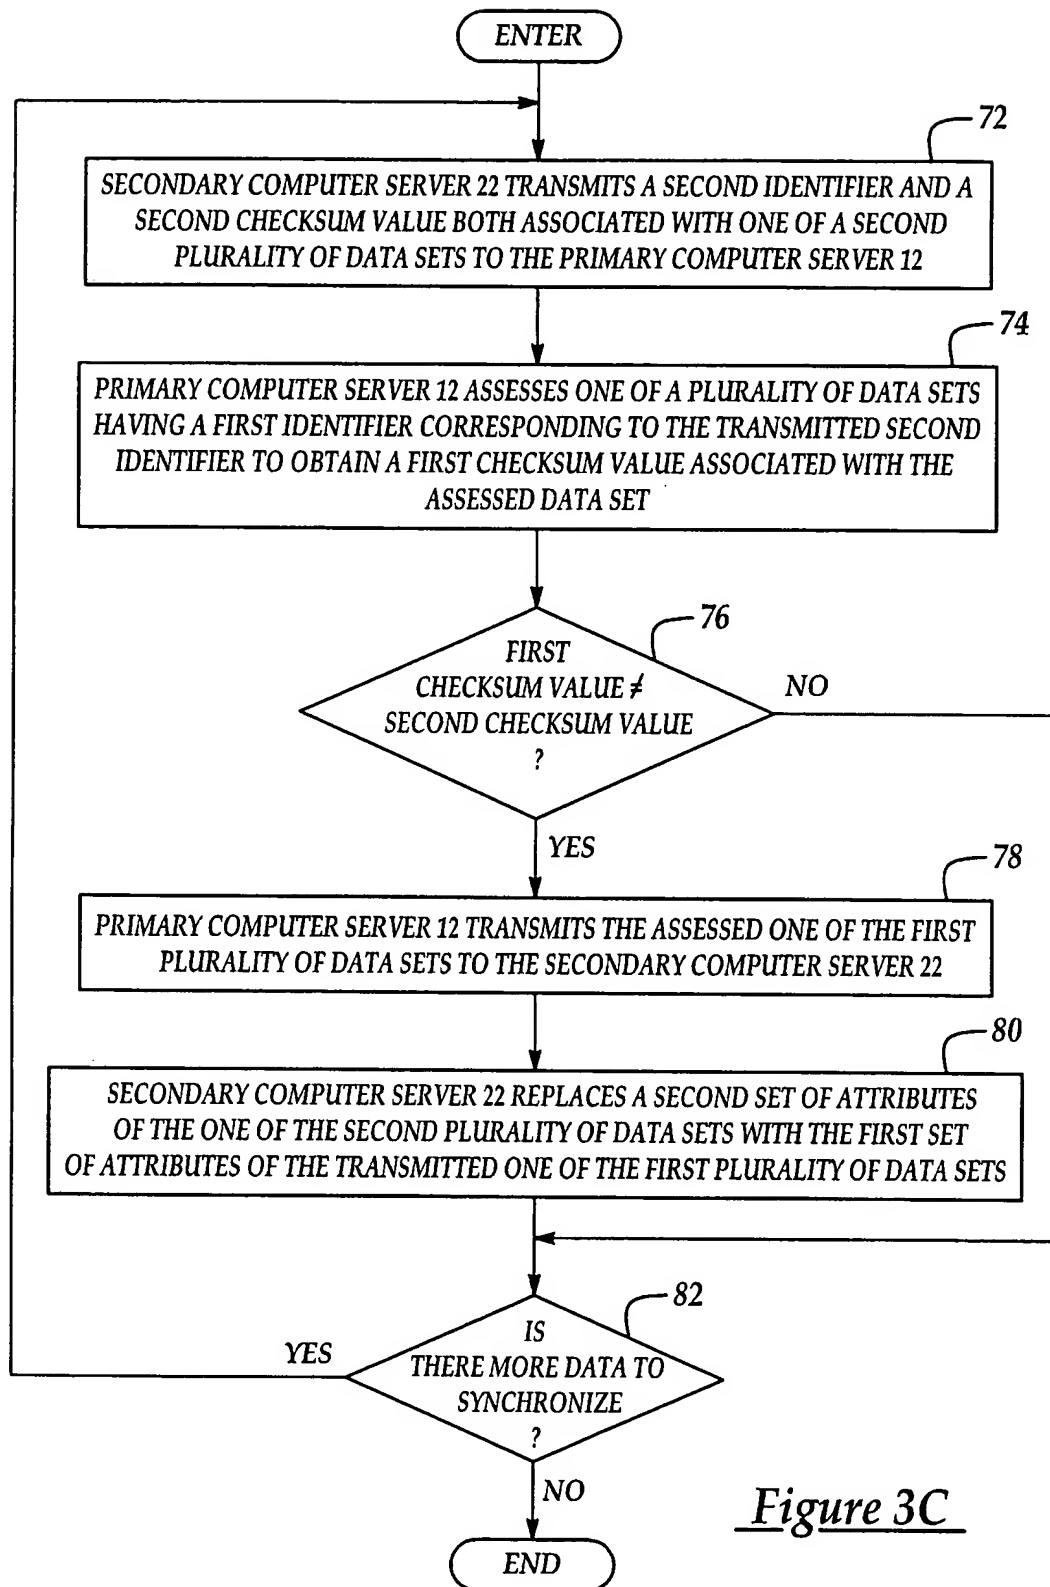 ENTER
72
SECONDARY COMPUTER SERVER 22 TRANSMITS A SECOND IDENTIFIER AND A
SECOND CHECKSUM VALUE BOTH ASSOCIATED WITH ONE OF A SECOND
PLURALITY OF DATA SETS TO THE PRIMARY COMPUTER SERVER 12
74
PRIMARY COMPUTER SERVER 12 ASSESSES ONE OF A PLURALITY OF DATA SETS
HAVING A FIRST IDENTIFIER CORRESPONDING TO THE TRANSMITTED SECOND
IDENTIFIER TO OBTAIN A FIRST CHECKSUM VALUE ASSOCIATED WITH THE
ASSESSED DATA SET
76
FIRST
CHECKSUM VALUE ≠
SECOND CHECKSUM VALUE
?
NO
YES
78
PRIMARY COMPUTER SERVER 12 TRANSMITS THE ASSESSED ONE OF THE FIRST
PLURALITY OF DATA SETS TO THE SECONDARY COMPUTER SERVER 22
80
SECONDARY COMPUTER SERVER 22 REPLACES A SECOND SET OF ATTRIBUTES
OF THE ONE OF THE SECOND PLURALITY OF DATA SETS WITH THE FIRST SET
OF ATTRIBUTES OF THE TRANSMITTED ONE OF THE FIRST PLURALITY OF DATA SETS
82
YES
IS
THERE MORE DATA TO
SYNCHRONIZE
?
NO
Figure 3C
END